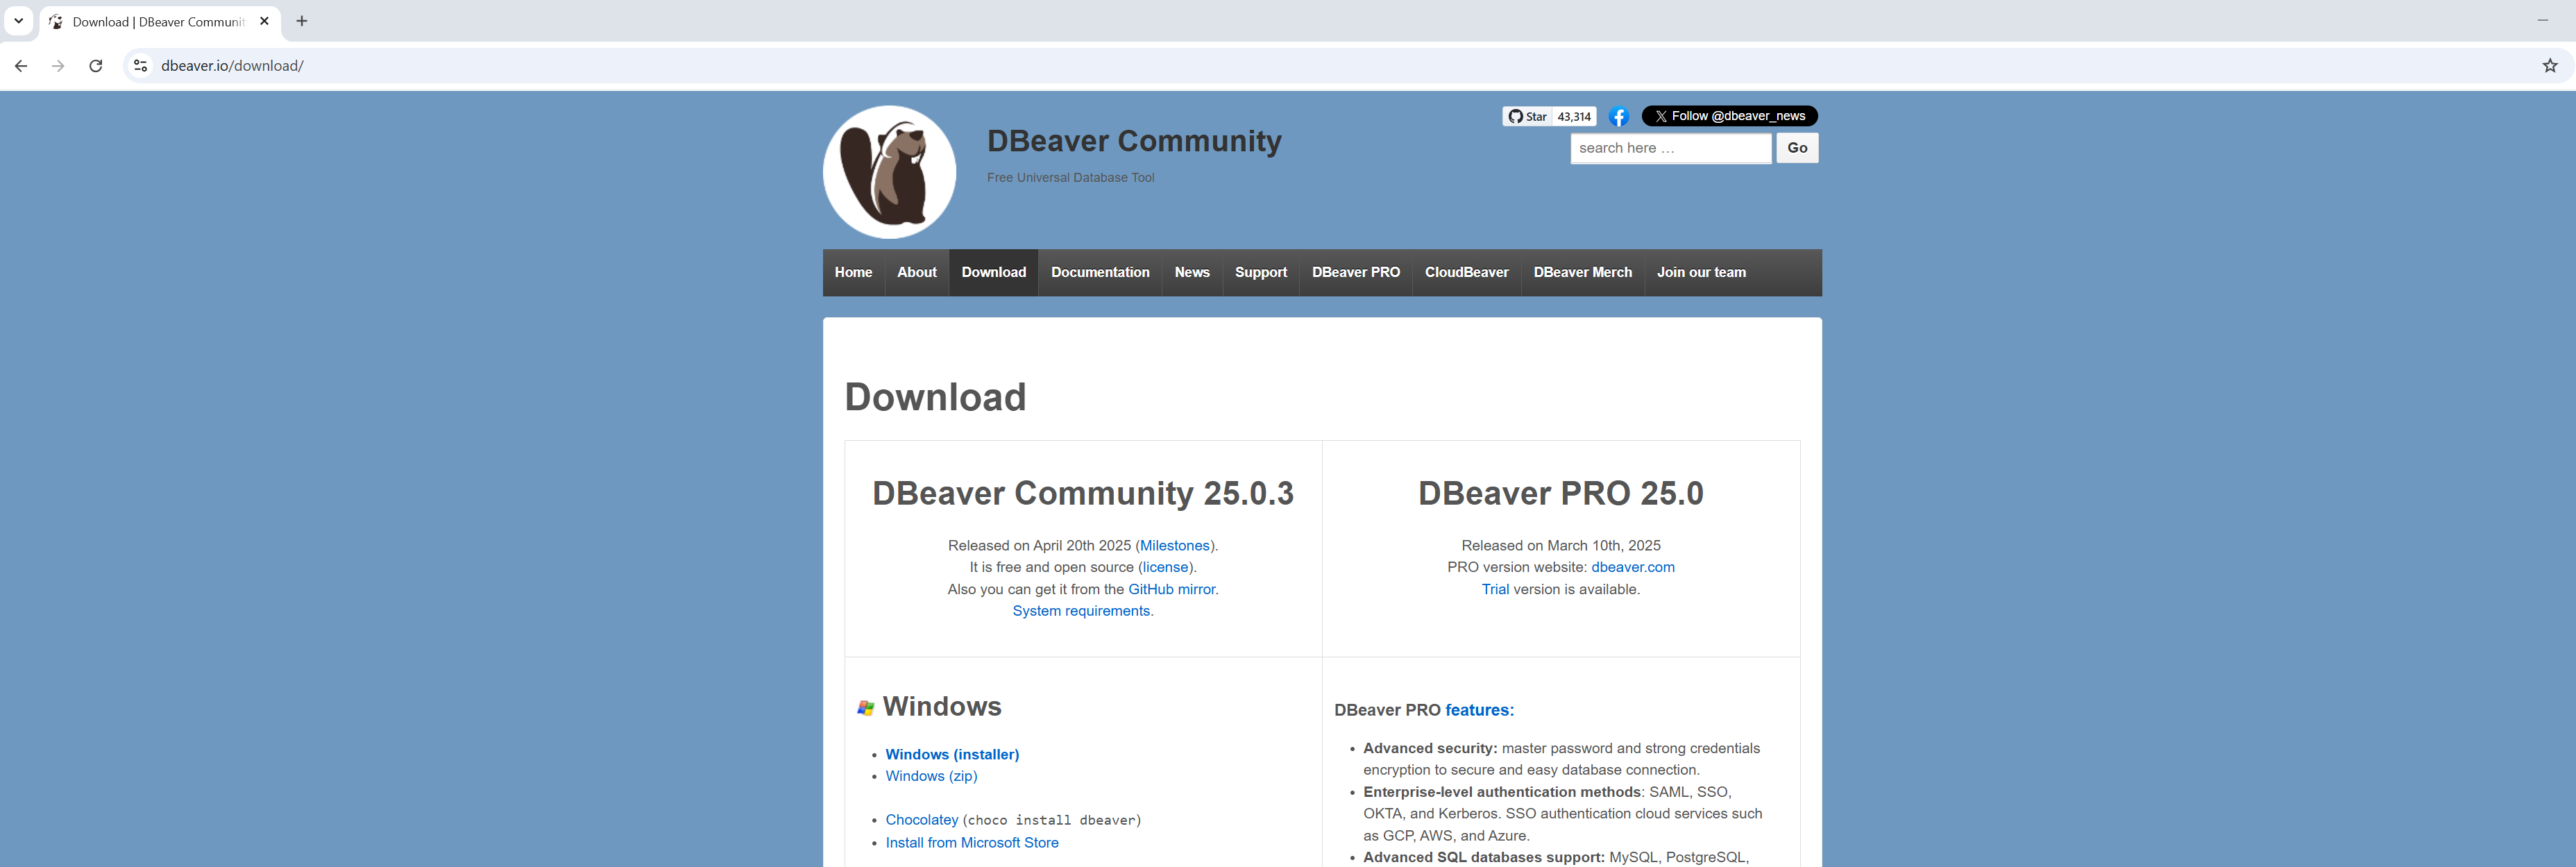 Download | DBeaver Communit
dbeaver.io/download/
DBeaver Community
Free Universal Database Tool
Star 43,314
Follow @dbeaver_news
search here …
Go
Home About Download Documentation News Support DBeaver PRO CloudBeaver DBeaver Merch Join our team
Download
DBeaver Community 25.0.3
Released on April 20th 2025 (Milestones).
It is free and open source (license).
Also you can get it from the GitHub mirror.
System requirements.
DBeaver PRO 25.0
Released on March 10th, 2025
PRO version website: dbeaver.com
Trial version is available.
Windows
• Windows (installer)
• Windows (zip)
• Chocolatey (choco install dbeaver)
• Install from Microsoft Store
DBeaver PRO features:
• Advanced security: master password and strong credentials
encryption to secure and easy database connection.
• Enterprise-level authentication methods: SAML, SSO,
OKTA, and Kerberos. SSO authentication cloud services such
as GCP, AWS, and Azure.
• Advanced SQL databases support: MySQL, PostgreSQL,